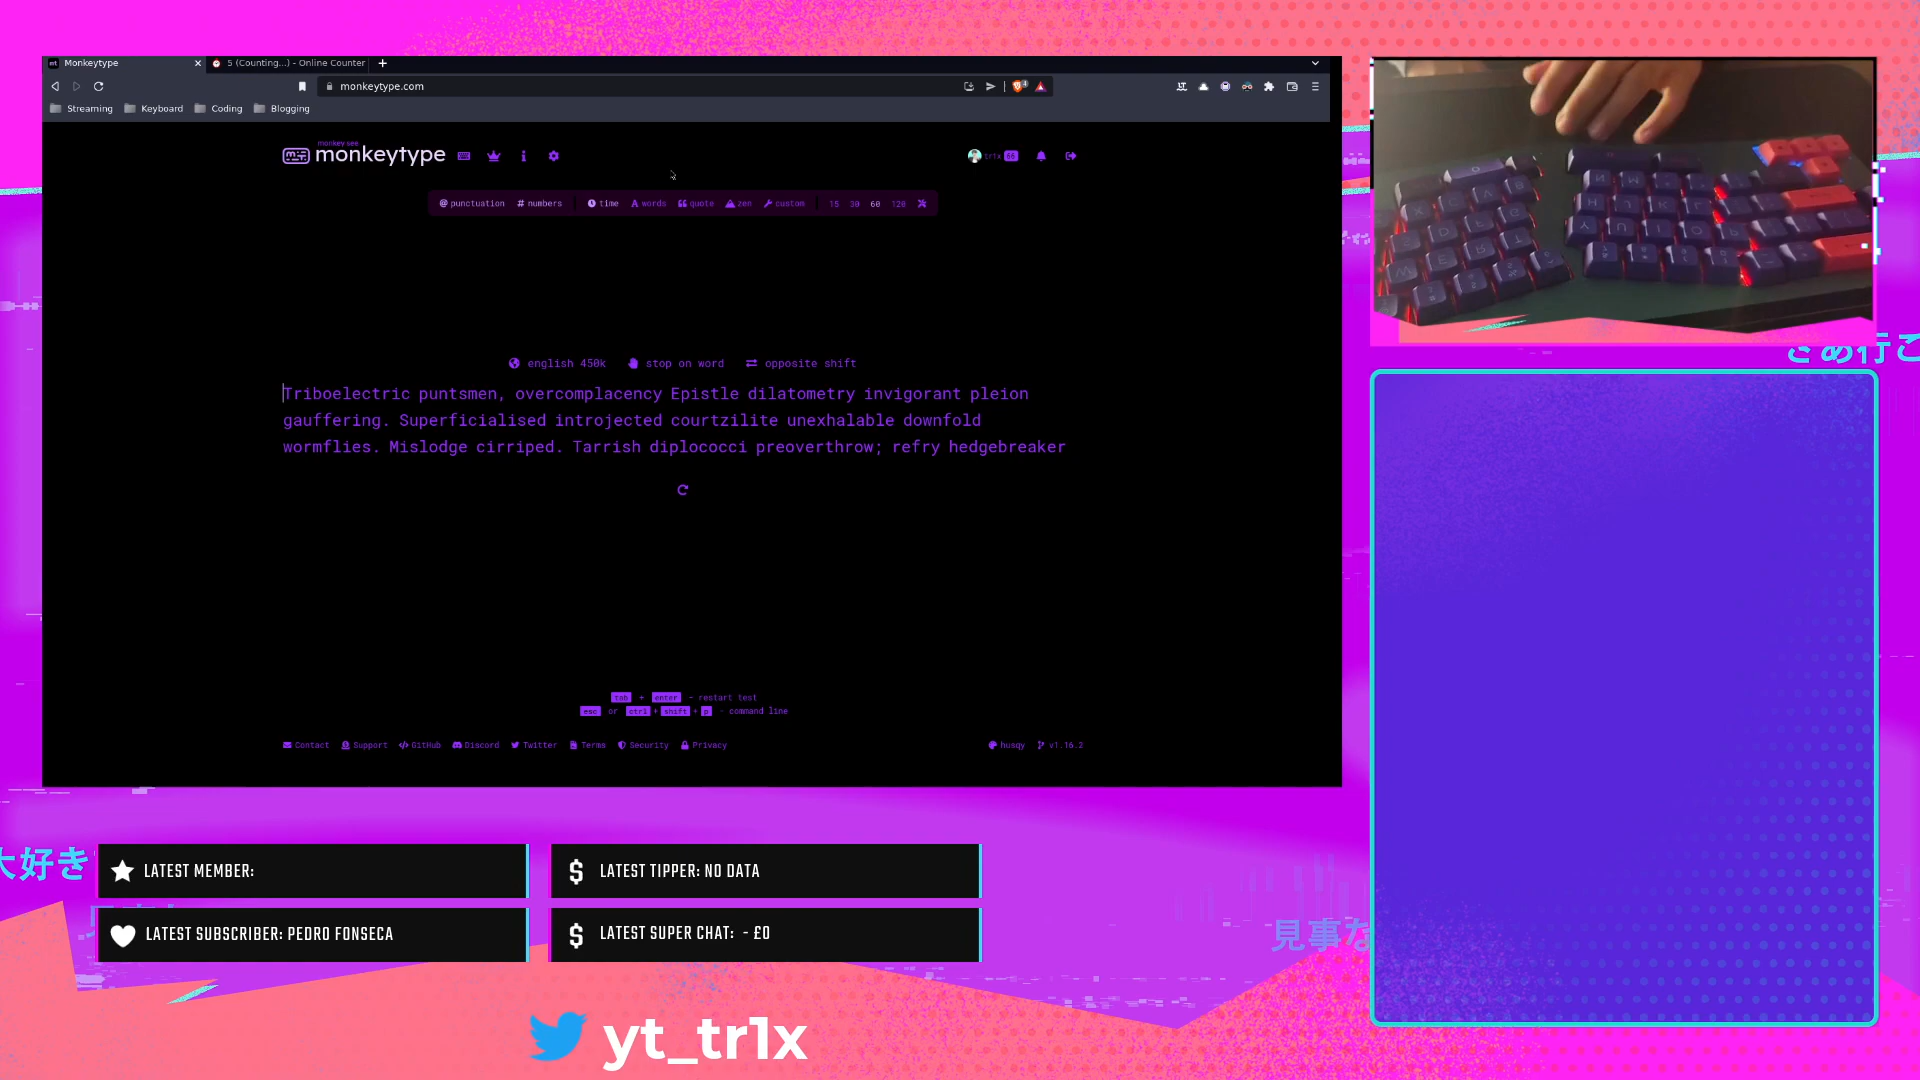 Monkeytype
5 (Counting...) - Online Counter
monkeytype.com
Streaming
Keyboard
Coding
Blogging
monkey see
monkeytype
tr1x 66
@ punctuation # numbers time words quote zen custom 15 30 60 120
english 450k stop on word opposite shift
Triboelectric puntsmen, overcomplacency Epistle dilatometry invigorant pleion
gauffering. Superficialised introjected courtzilite unexhalable downfold
wormflies. Mislodge cirriped. Tarrish diplococci preoverthrow; refry hedgebreaker
tab + enter - restart test
esc or ctrl + shift + p - command line
Contact Support GitHub Discord Twitter Terms Security Privacy
husqy v1.16.2
大好き
見事な
LATEST MEMBER:
LATEST TIPPER: NO DATA
LATEST SUBSCRIBER: PEDRO FONSECA
LATEST SUPER CHAT: - £0
yt_tr1x